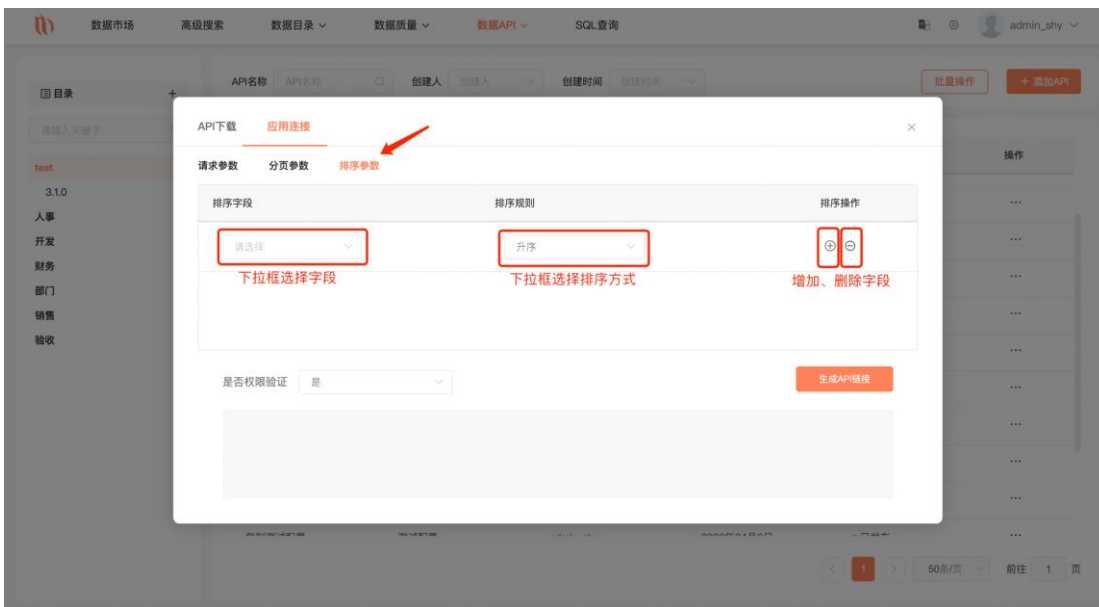 数据市场 高级搜索 数据目录 数据质量 数据API SQL查询 admin_shy
目录 + API名称 API名称 创建人 创建人 创建时间 创建时间 批量操作 + 添加API
请输入关键字
API下载 应用连接 ×
test
请求参数 分页参数 排序参数
操作
3.1.0
排序字段 排序规则 排序操作
人事
开发
请选择 升序
财务
下拉框选择字段 下拉框选择排序方式 增加、删除字段
部门
销售
验收
是否权限验证 是 生成API链接
1 50条/页 前往 1 页